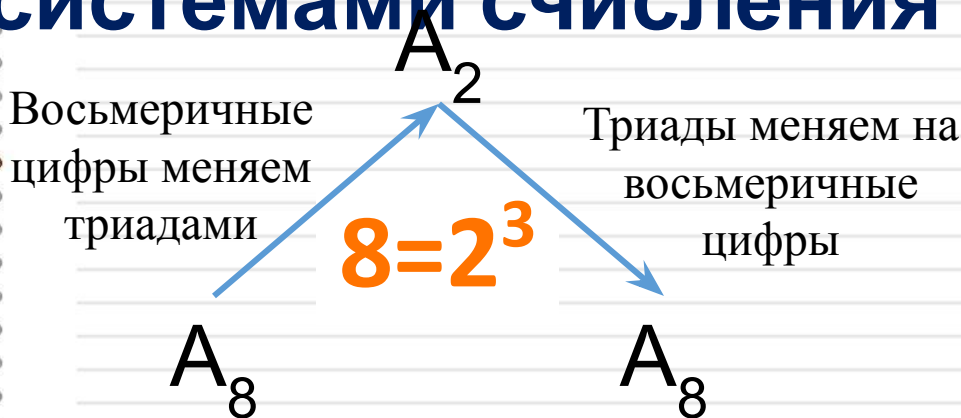 системами счисления
A₂
Восьмеричные
цифры меняем
триадами
Триады меняем на
восьмеричные
цифры
8=2³
A₈
A₈